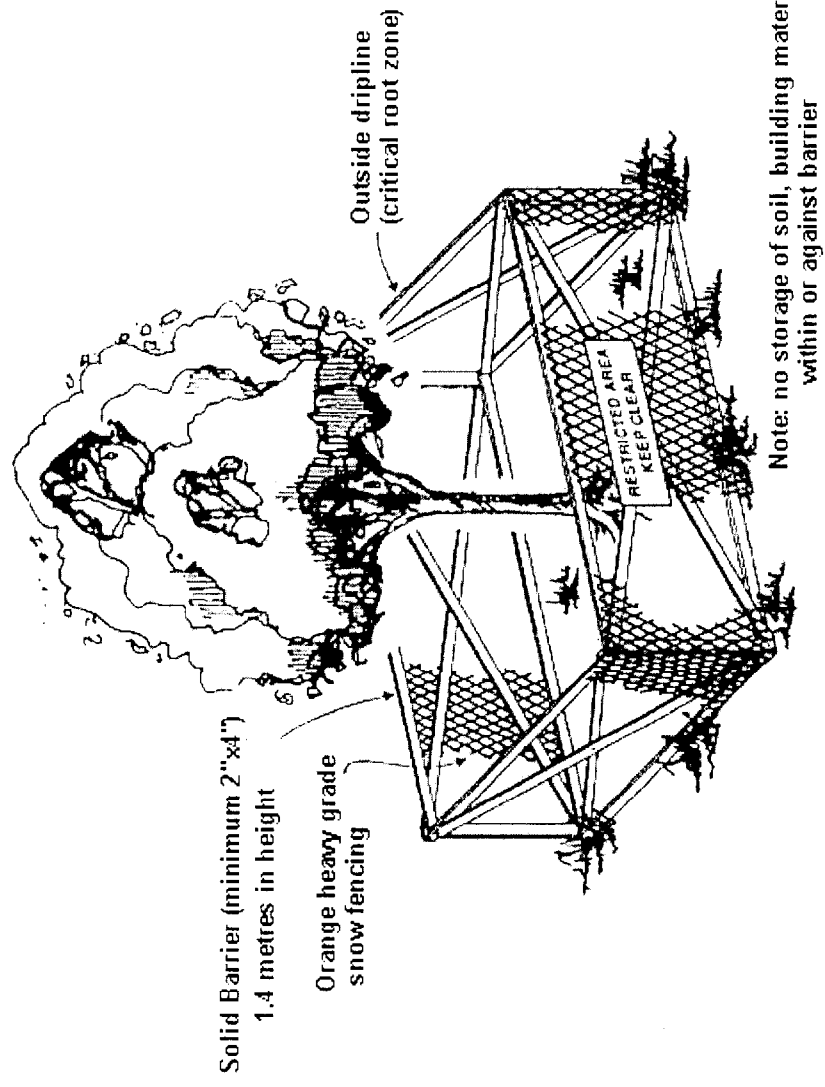 Solid Barrier (minimum 2"x4")
1.4 metres in height
Orange heavy grade
snow fencing
Outside dripline
(critical root zone)
RESTRICTED AREA
KEEP CLEAR
Note: no storage of soil, building mater
within or against barrier